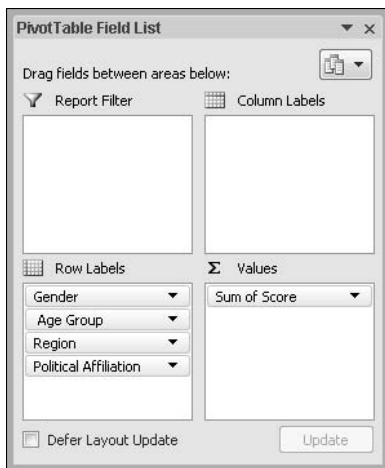 PivotTable Field List
Drag fields between areas below:
Report Filter
Column Labels
Row Labels
Σ Values
Gender
Age Group
Region
Political Affiliation
Sum of Score
Defer Layout Update
Update